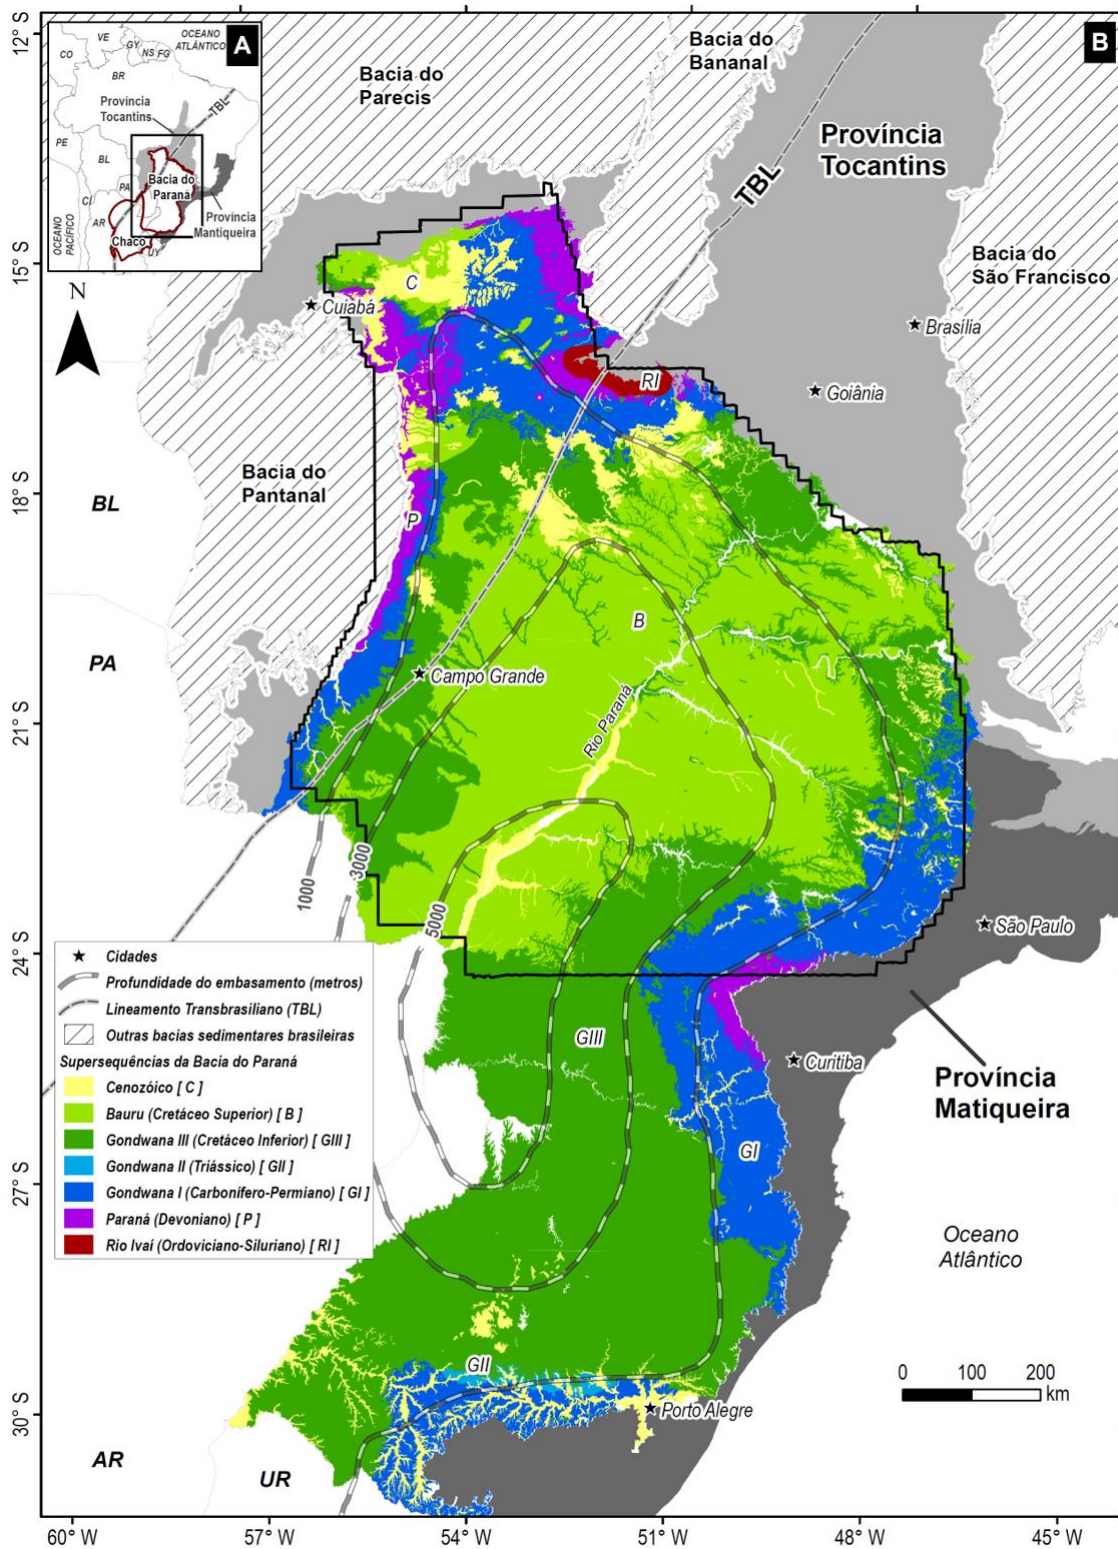 A
OCEANO
ATLÂNTICO
VE
GY
NS
FG
CO
BR
Província
Tocantins
TBL
PE
BL
Bacia do
Paraná
PA
CI
AR
Chaco
UY
Província
Mantiqueira
OCEANO
PACÍFICO
N
B
12° S
15° S
18° S
21° S
24° S
27° S
30° S
Bacia do
Parecis
Bacia do
Bananal
Província
Tocantins
TBL
Bacia do
São Francisco
C
Cuiabá
Brasília
RI
Goiânia
Bacia do
Pantanal
BL
P
B
PA
Campo Grande
Rio Paraná
1000
3000
5000
São Paulo
GIII
Curitiba
Província
Matiqueira
GI
Oceano
Atlântico
GII
Porto Alegre
AR
UR
Cidades
Profundidade do embasamento (metros)
Lineamento Transbrasiliano (TBL)
Outras bacias sedimentares brasileiras
Supersequências da Bacia do Paraná
Cenozóico [ C ]
Bauru (Cretáceo Superior) [ B ]
Gondwana III (Cretáceo Inferior) [ GIII ]
Gondwana II (Triássico) [ GII ]
Gondwana I (Carbonífero-Permiano) [ GI ]
Paraná (Devoniano) [ P ]
Rio Ivaí (Ordoviciano-Siluriano) [ RI ]
0 100 200
km
60° W 57° W 54° W 51° W 48° W 45° W